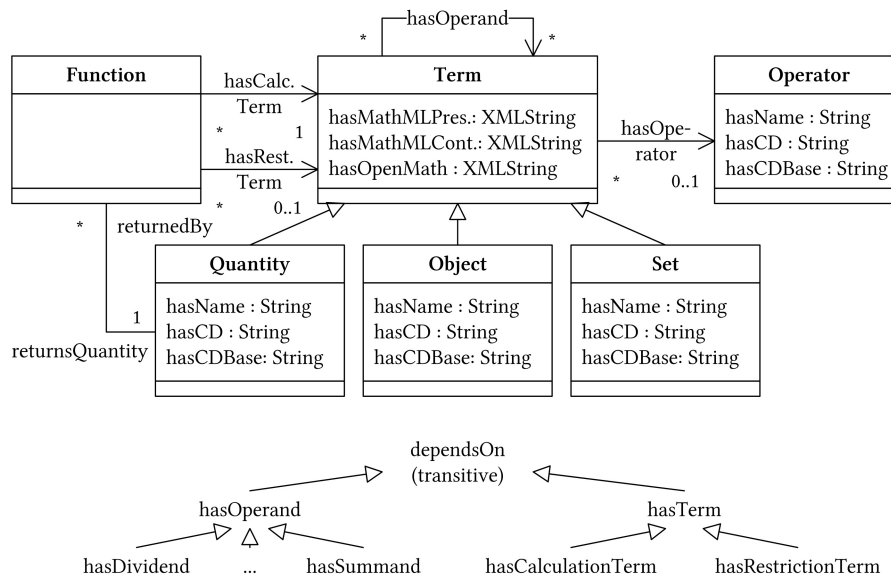 hasOperand
* *
Function
Term
Operator
hasCalc.
Term
* 1
hasRest.
Term
* 0..1
hasMathMLPres.: XMLString
hasMathMLCont.: XMLString
hasOpenMath : XMLString
hasOpe-
rator
* 0..1
hasName : String
hasCD : String
hasCDBase : String
* returnedBy
1
returnsQuantity
Quantity
hasName : String
hasCD : String
hasCDBase: String
Object
hasName : String
hasCD : String
hasCDBase: String
Set
hasName : String
hasCD : String
hasCDBase: String
dependsOn
(transitive)
hasOperand hasTerm
hasDividend ... hasSummand hasCalculationTerm hasRestrictionTerm